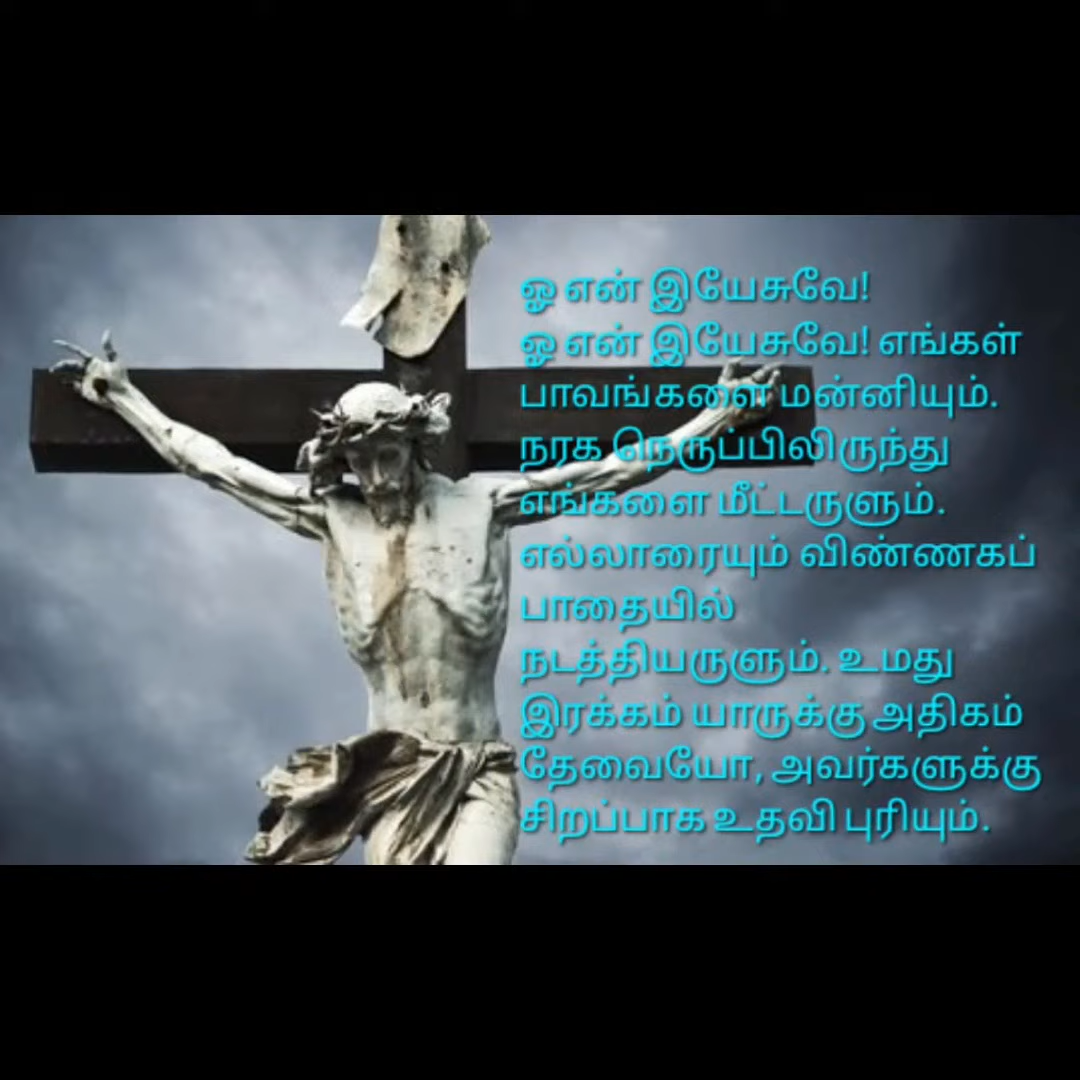 ஓ என் இயேசுவே!
ஓ என் இயேசுவே! எங்கள்
பாவங்களை மன்னியும்.
நரக நெருப்பிலிருந்து
எங்களை மீட்டருளும்.
எல்லாரையும் விண்ணகப்
பாதையில்
நடத்தியருளும். உமது
இரக்கம் யாருக்கு அதிகம்
தேவையோ, அவர்களுக்கு
சிறப்பாக உதவி புரியும்.